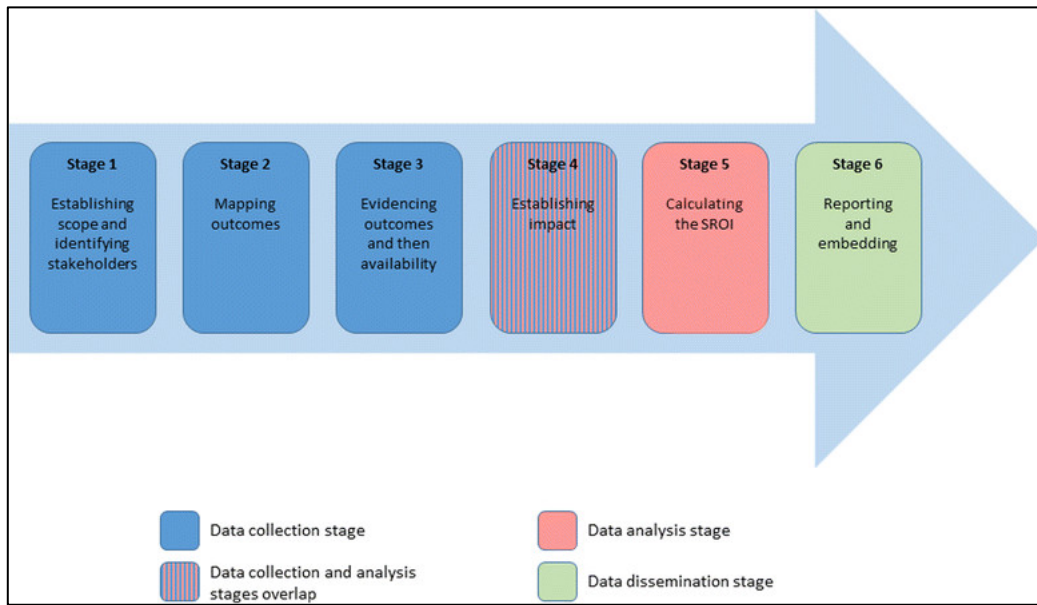 Stage 1
Establishing
scope and
identifying
stakeholders
Stage 2
Mapping
outcomes
Stage 3
Evidencing
outcomes
and then
availability
Stage 4
Establishing
impact
Stage 5
Calculating
the SROI
Stage 6
Reporting
and
embedding
Data collection stage
Data analysis stage
Data collection and analysis
stages overlap
Data dissemination stage